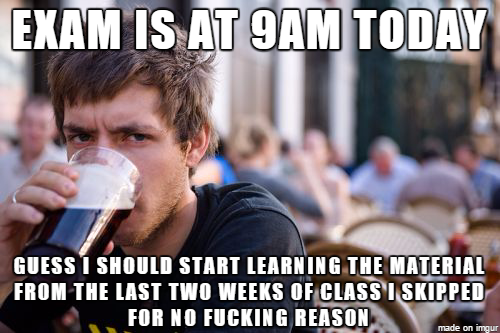 EXAM IS AT 9AM TODAY
GUESS I SHOULD START LEARNING THE MATERIAL
FROM THE LAST TWO WEEKS OF CLASS I SKIPPED
FOR NO FUCKING REASON
made on imgur